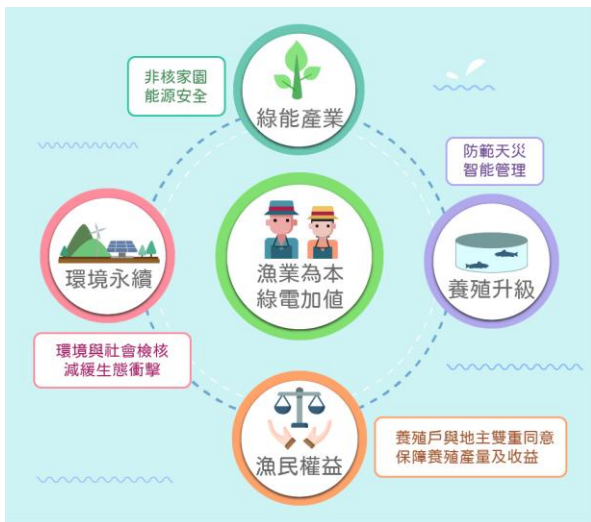 非核家園
能源安全
綠能產業
防範天災
智能管理
養殖升級
漁業為本
綠電加值
環境永續
環境與社會檢核
減緩生態衝擊
漁民權益
養殖戶與地主雙重同意
保障養殖產量及收益